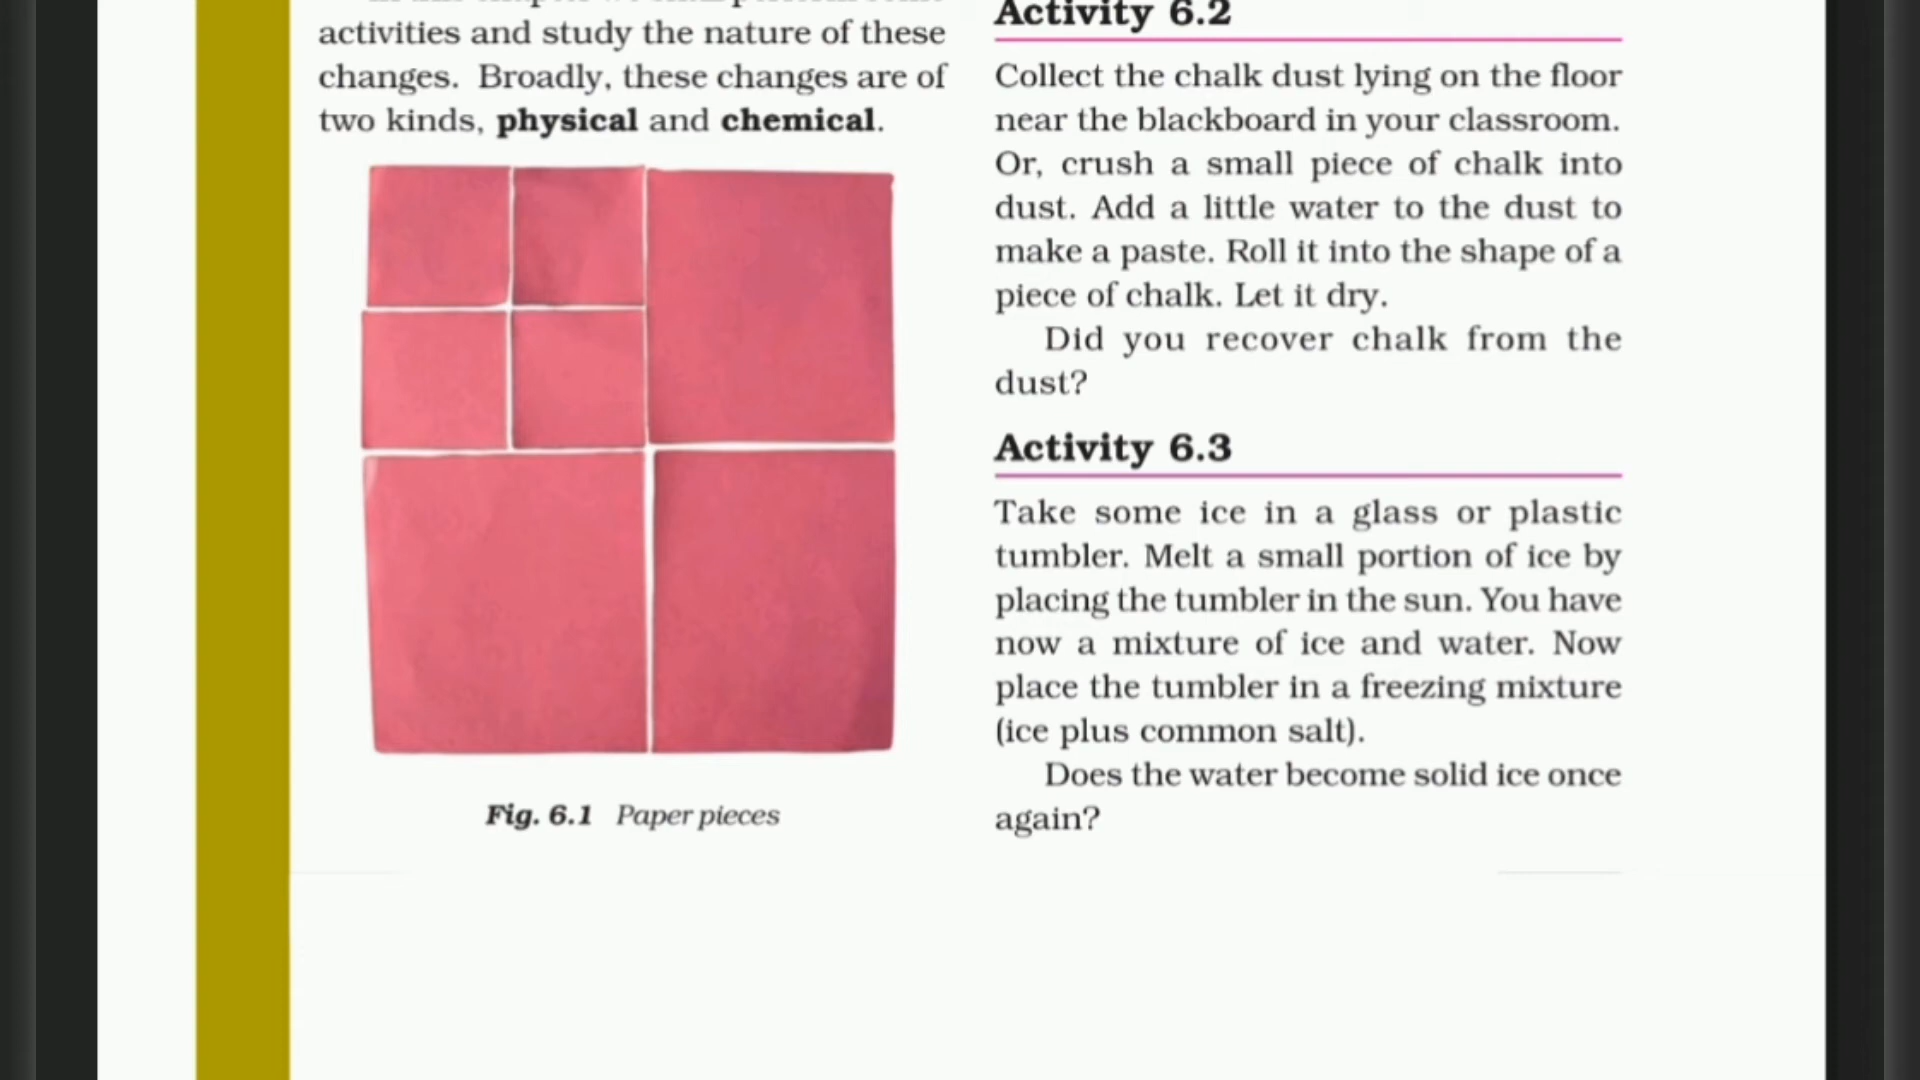 activities and study the nature of these
changes. Broadly, these changes are of
two kinds, physical and chemical.
Fig. 6.1 Paper pieces
Activity 6.2
Collect the chalk dust lying on the floor
near the blackboard in your classroom.
Or, crush a small piece of chalk into
dust. Add a little water to the dust to
make a paste. Roll it into the shape of a
piece of chalk. Let it dry.
Did you recover chalk from the
dust?
Activity 6.3
Take some ice in a glass or plastic
tumbler. Melt a small portion of ice by
placing the tumbler in the sun. You have
now a mixture of ice and water. Now
place the tumbler in a freezing mixture
(ice plus common salt).
Does the water become solid ice once
again?